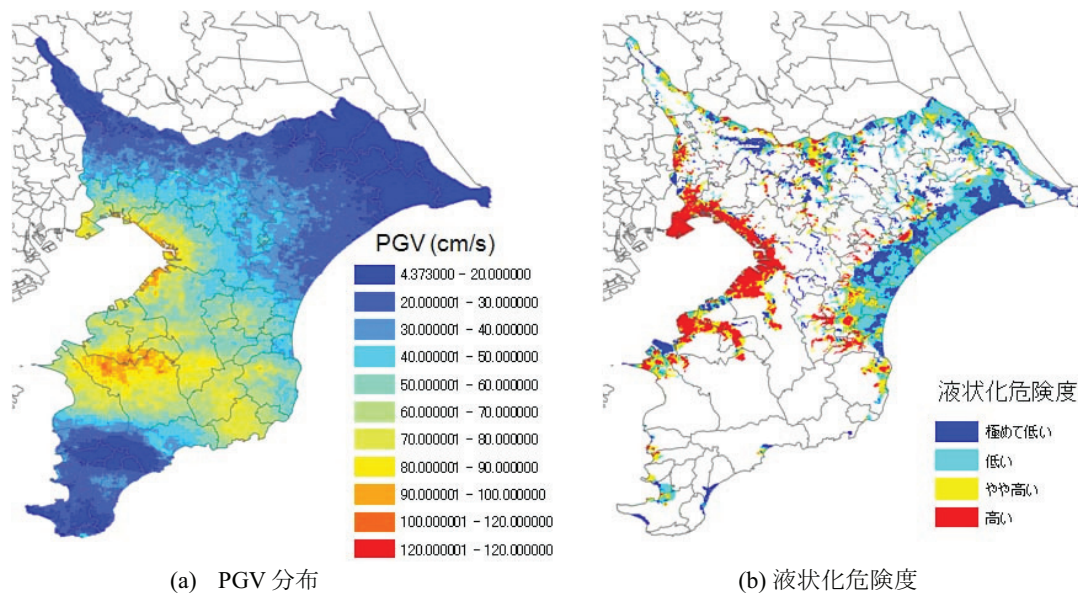 PGV (cm/s)
4.373000 - 20.000000
20.000001 - 30.000000
30.000001 - 40.000000
40.000001 - 50.000000
50.000001 - 60.000000
60.000001 - 70.000000
70.000001 - 80.000000
80.000001 - 90.000000
90.000001 - 100.000000
100.000001 - 120.000000
120.000001 - 120.000000
(a) PGV 分布
液状化危険度
極めて低い
低い
やや高い
高い
(b) 液状化危険度